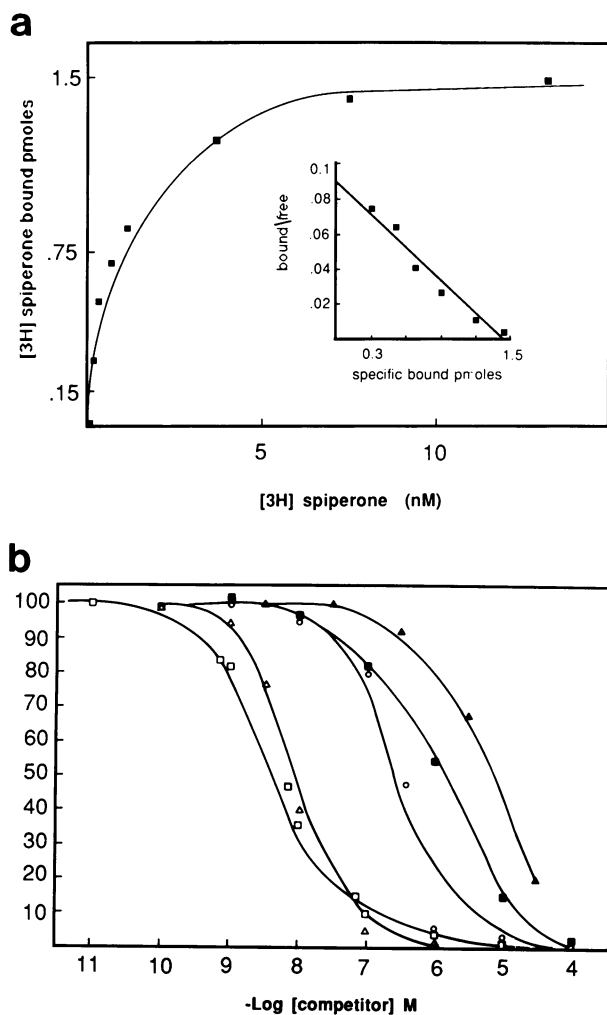 a
[3H] spiperone bound pmoles
1.5
.75
.15
5
10
[3H] spiperone (nM)
bound\free
0.1
.08
.06
.04
.02
0.3
1.5
specific bound pmoles
b
100
90
80
70
60
50
40
30
20
10
11 10 9 8 7 6 5 4
-Log [competitor] M